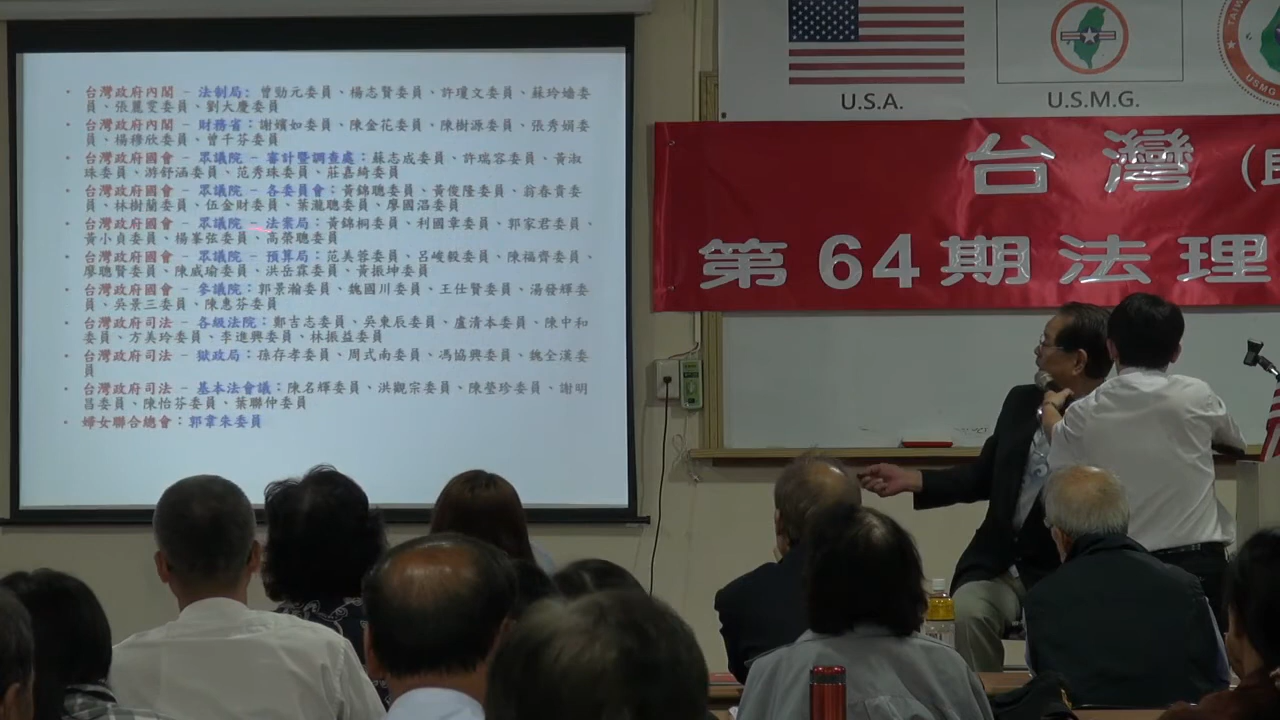 • 台灣政府內閣 – 法制局: 曾勁元委員、楊志賢委員、許瓊文委員、蘇玲嬙委
員、張麗雯委員、劉大慶委員
• 台灣政府內閣 – 財務省：謝嬪如委員、陳金花委員、陳樹源委員、張秀娟委
員、楊穆欣委員、曾千芬委員
• 台灣政府國會 – 眾議院 – 審計暨調查處：蘇志成委員、許瑞容委員、黃淑
珠委員、游舒涵委員、范秀珠委員、莊嘉綺委員
• 台灣政府國會 – 眾議院 – 各委員會：黃錦聰委員、黃俊隆委員、翁春貴委
員、林樹蘭委員、伍金財委員、葉瀧聰委員、廖國滔委員
• 台灣政府國會 – 眾議院 – 法案局：黃錦桐委員、利國章委員、郭家君委員、
黃小貞委員、楊峯弦委員、高榮聰委員
• 台灣政府國會 – 眾議院 – 預算局：范美蓉委員、呂峻毅委員、陳福齊委員、
廖聰賢委員、陳威瑜委員、洪岳霖委員、黃振坤委員
• 台灣政府國會 – 參議院：郭景瀚委員、魏國川委員、王仕賢委員、湯發輝委
員、吳景三委員、陳惠芬委員
• 台灣政府司法 – 各級法院：鄭吉志委員、吳東辰委員、盧清本委員、陳中和
委員、方美玲委員、李進興委員、林振益委員
• 台灣政府司法 – 獄政局：孫存孝委員、周式南委員、馮協興委員、魏全漢委
員
• 台灣政府司法 – 基本法會議：陳名輝委員、洪觀宗委員、陳瑩珍委員、謝明
昌委員、陳怡芬委員、葉聯仲委員
• 婦女聯合總會：郭葦朱委員
U.S.A.
U.S.M.G.
台灣（
第64期法理